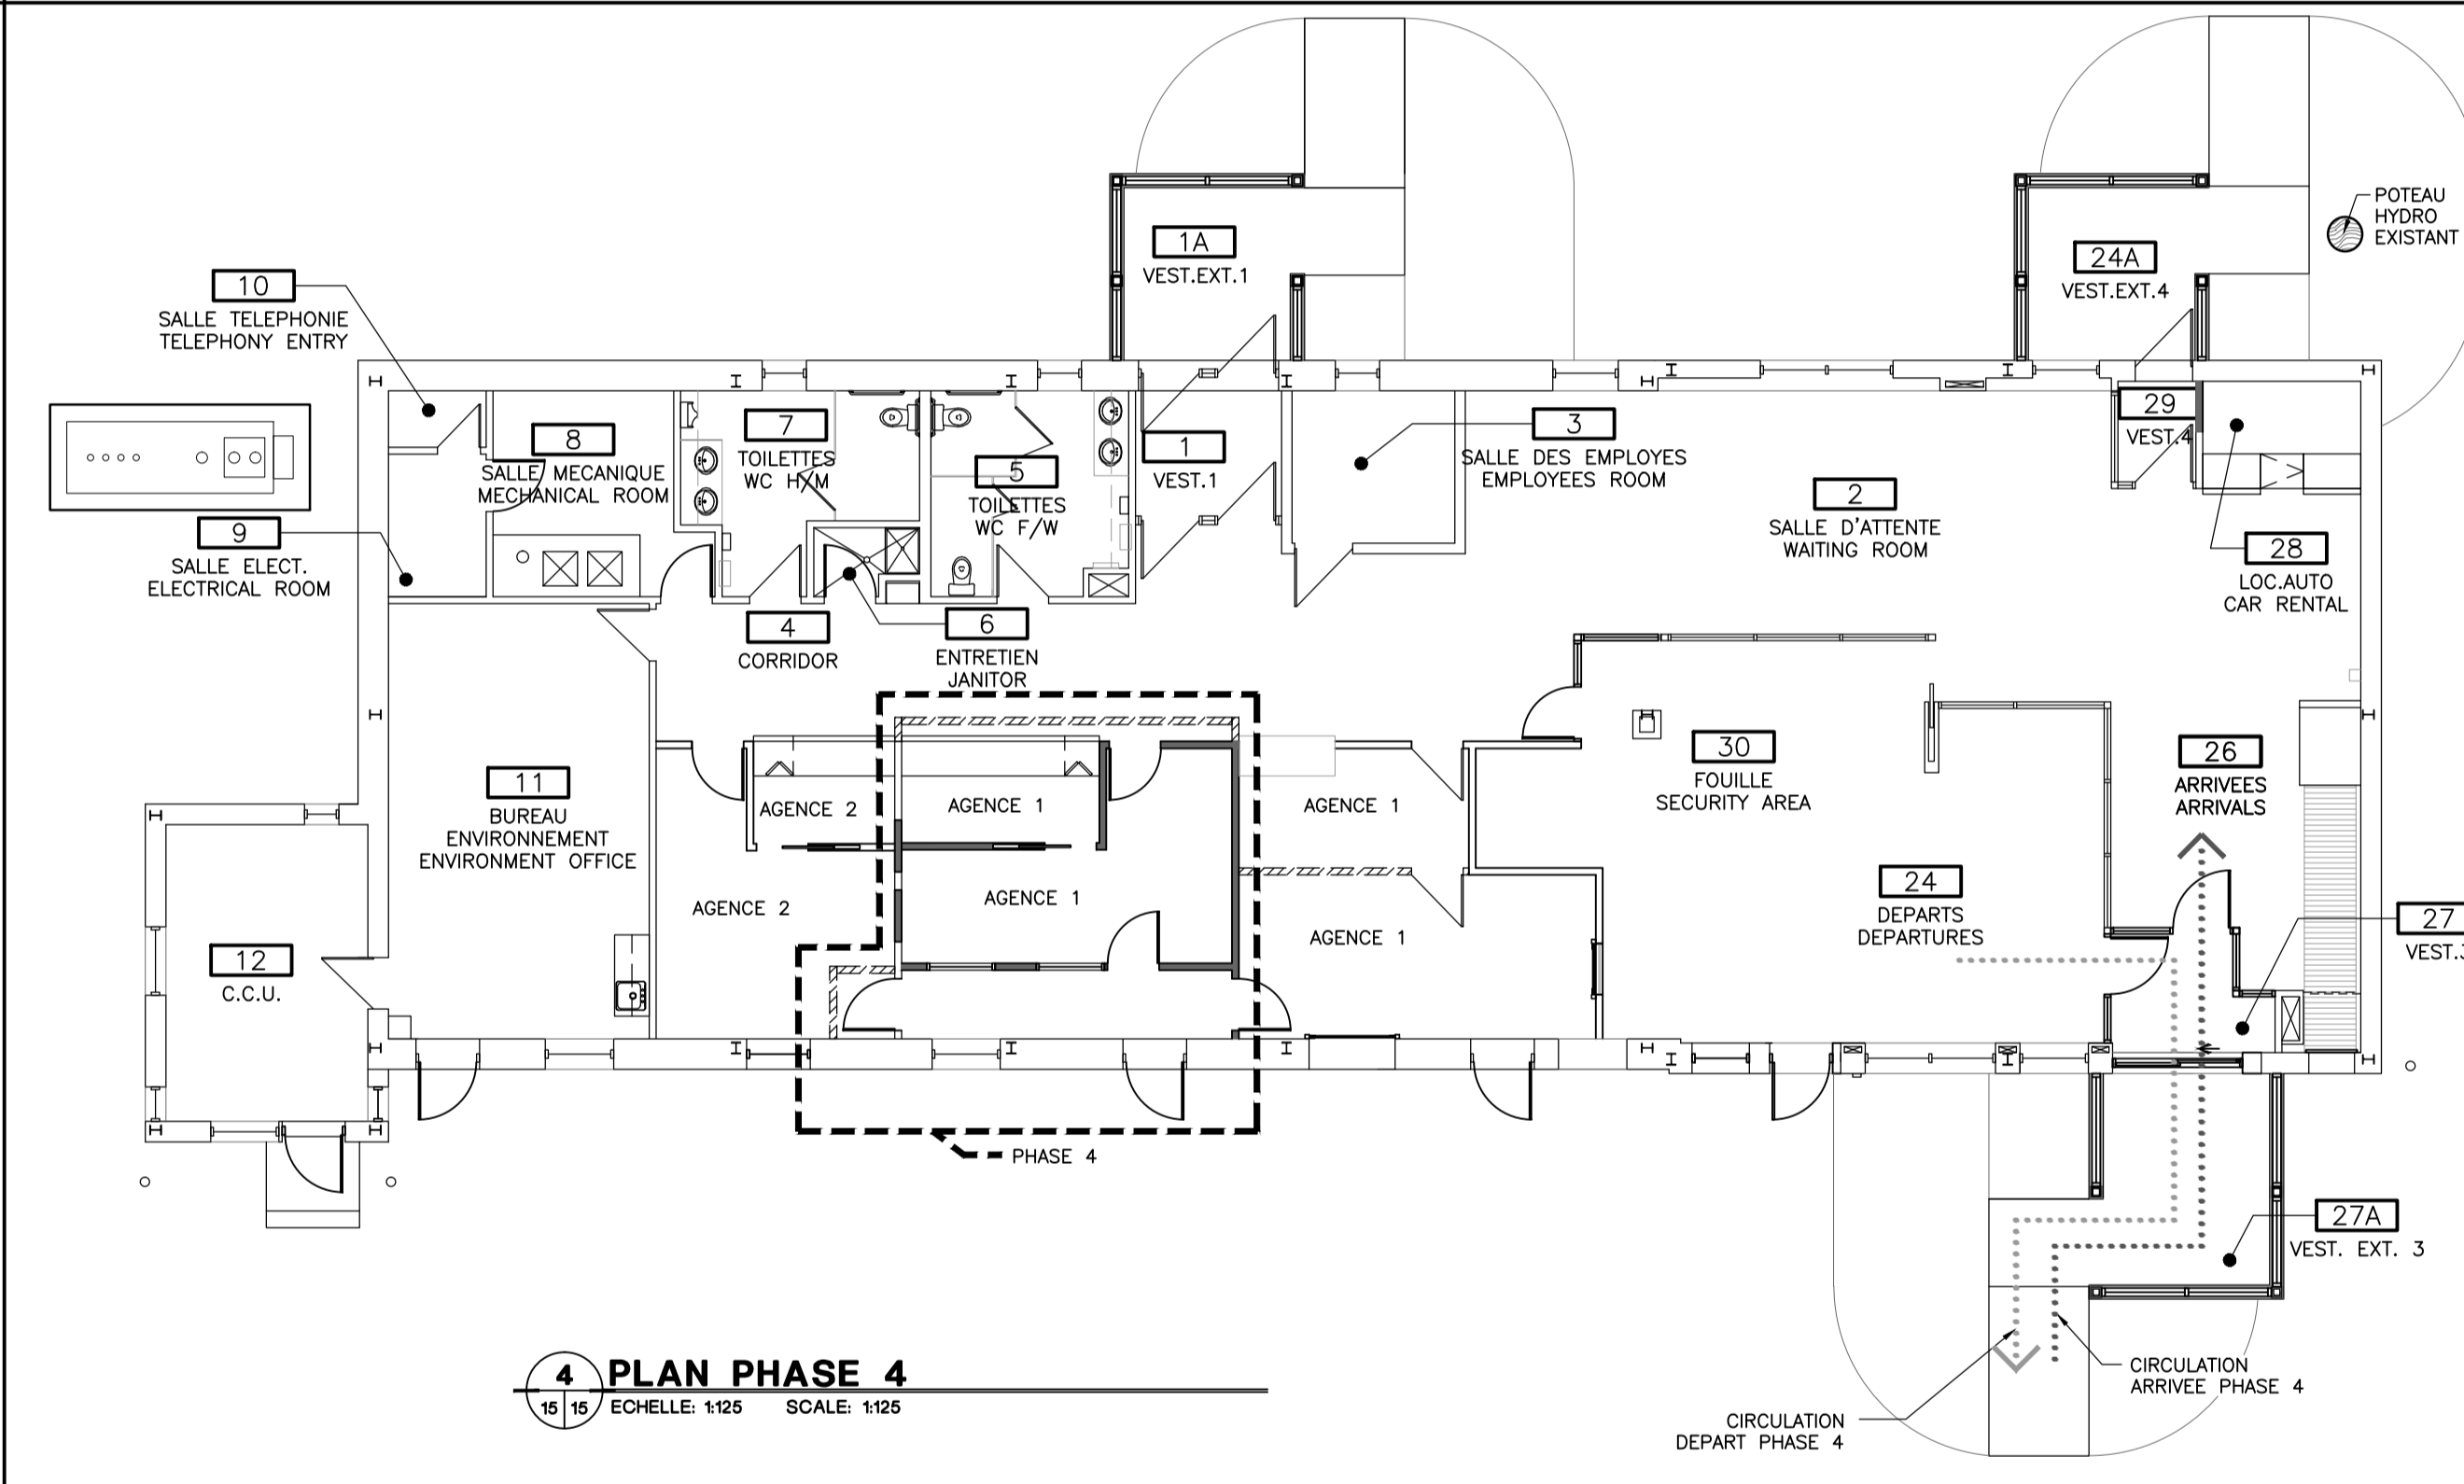 1A
VEST.EXT.1
24A
VEST.EXT.4
POTEAU
HYDRO
EXISTANT
10
SALLE TELEPHONIE
TELEPHONY ENTRY
8
SALLE MECANIQUE
MECHANICAL ROOM
7
TOILETTES
WC H/M
5
TOILETTES
WC F/W
1
VEST.1
3
SALLE DES EMPLOYES
EMPLOYEES ROOM
2
SALLE D'ATTENTE
WAITING ROOM
29
VEST.4
28
LOC.AUTO
CAR RENTAL
9
SALLE ELECT.
ELECTRICAL ROOM
4
CORRIDOR
6
ENTRETIEN
JANITOR
11
BUREAU
ENVIRONNEMENT
ENVIRONMENT OFFICE
AGENCE 2
AGENCE 1
AGENCE 1
30
FOUILLE
SECURITY AREA
26
ARRIVEES
ARRIVALS
AGENCE 2
AGENCE 1
AGENCE 1
24
DEPARTS
DEPARTURES
27
VEST.3
12
C.C.U.
PHASE 4
27A
VEST. EXT. 3
CIRCULATION
ARRIVEE PHASE 4
CIRCULATION
DEPART PHASE 4
4
15 15
PLAN PHASE 4
ECHELLE: 1:125 SCALE: 1:125